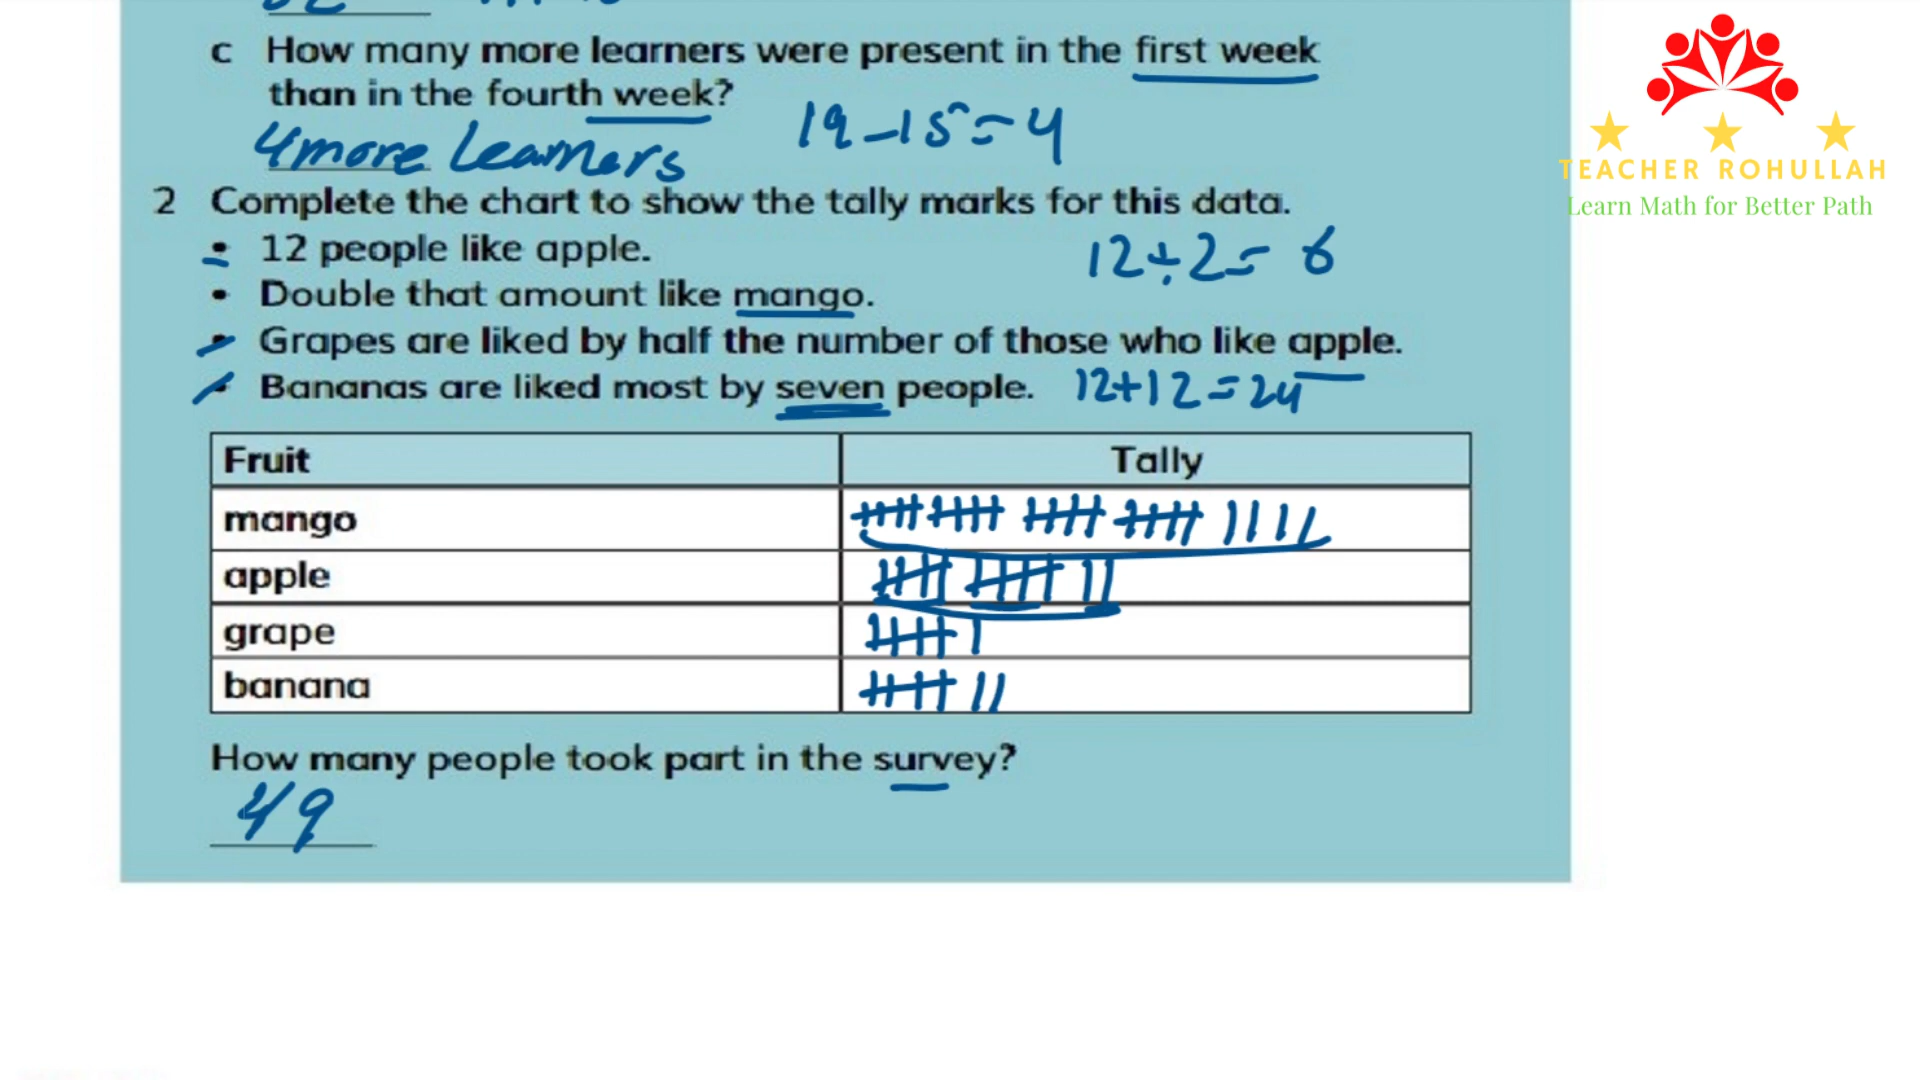 c How many more learners were present in the first week
than in the fourth week?
19-15=4
4 more Learners
2 Complete the chart to show the tally marks for this data.
• 12 people like apple.
12÷2= 6
• Double that amount like mango.
• Grapes are liked by half the number of those who like apple.
• Bananas are liked most by seven people.
12+12=24
Fruit Tally
mango
apple
grape
banana
How many people took part in the survey?
49
TEACHER ROHULLAH
Learn Math for Better Path